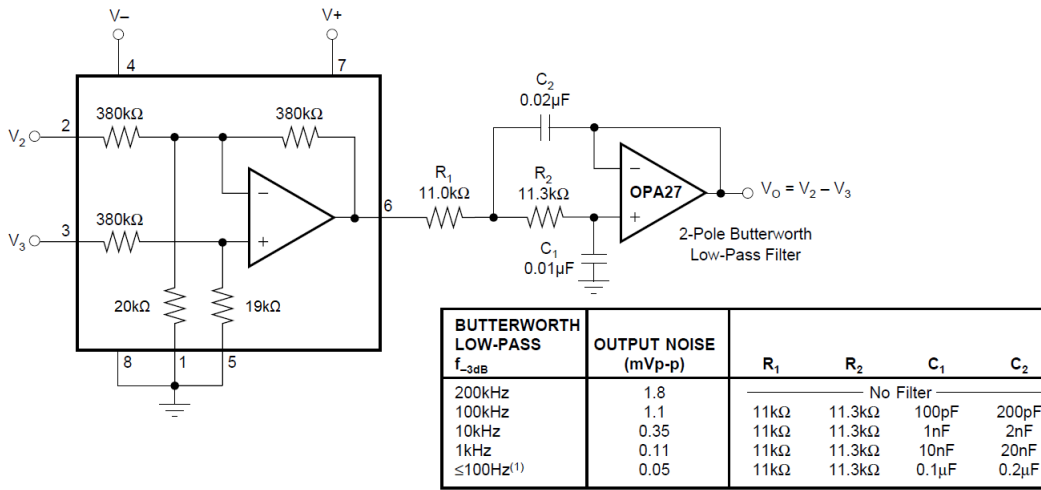 V–
V+
4
7
380kΩ
380kΩ
V2
2
380kΩ
V3
3
–
+
6
20kΩ
19kΩ
8
1
5
R1
11.0kΩ
C2
0.02µF
R2
11.3kΩ
–
+
OPA27
C1
0.01µF
VO = V2 – V3
2-Pole Butterworth
Low-Pass Filter
BUTTERWORTH
LOW-PASS
f–3dB
OUTPUT NOISE
(mVp-p)
R1 R2 C1 C2
200kHz 1.8 No Filter
100kHz 1.1 11kΩ 11.3kΩ 100pF 200pF
10kHz 0.35 11kΩ 11.3kΩ 1nF 2nF
1kHz 0.11 11kΩ 11.3kΩ 10nF 20nF
≤100Hz(1) 0.05 11kΩ 11.3kΩ 0.1µF 0.2µF